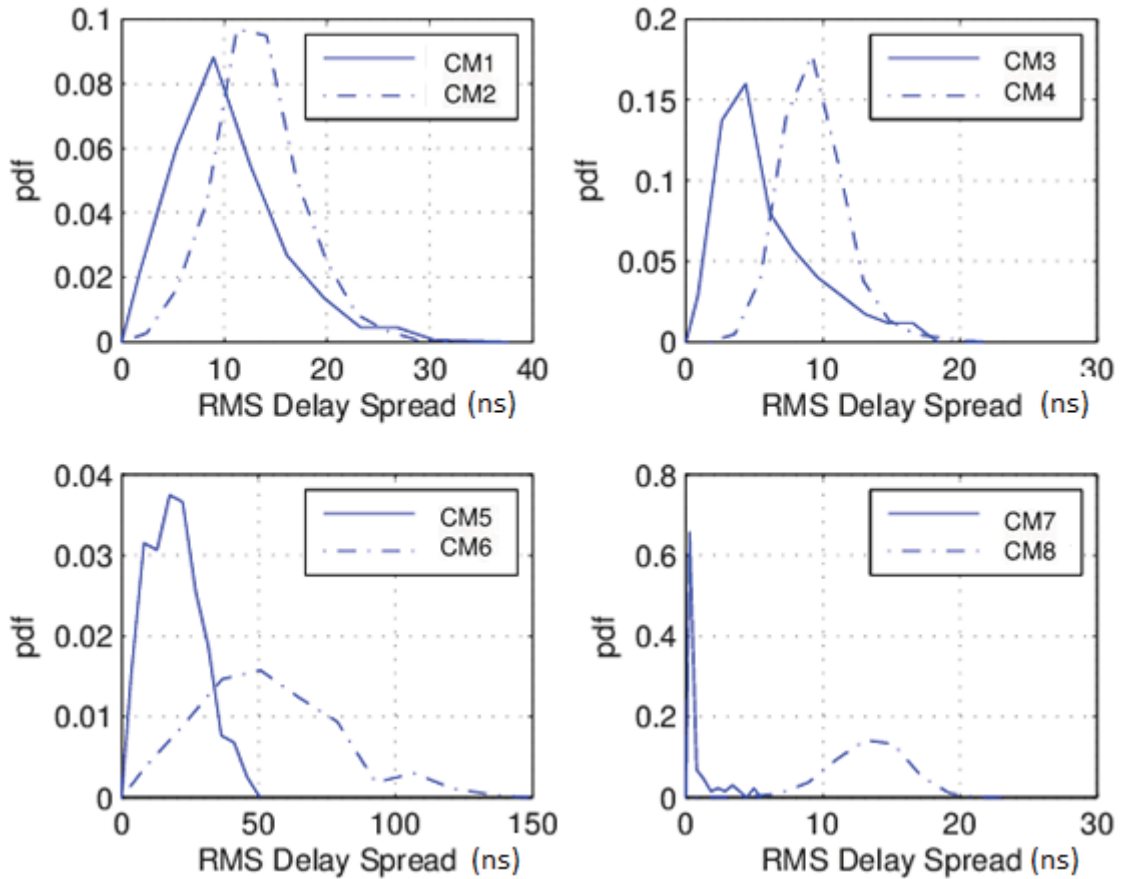 0.1
0.08
0.06
0.04
0.02
0
pdf
CM1
CM2
0 10 20 30 40
RMS Delay Spread (ns)
0.2
0.15
0.1
0.05
0
pdf
CM3
CM4
0 10 20 30
RMS Delay Spread (ns)
0.04
0.03
0.02
0.01
0
pdf
CM5
CM6
0 50 100 150
RMS Delay Spread (ns)
0.8
0.6
0.4
0.2
0
pdf
CM7
CM8
0 10 20 30
RMS Delay Spread (ns)